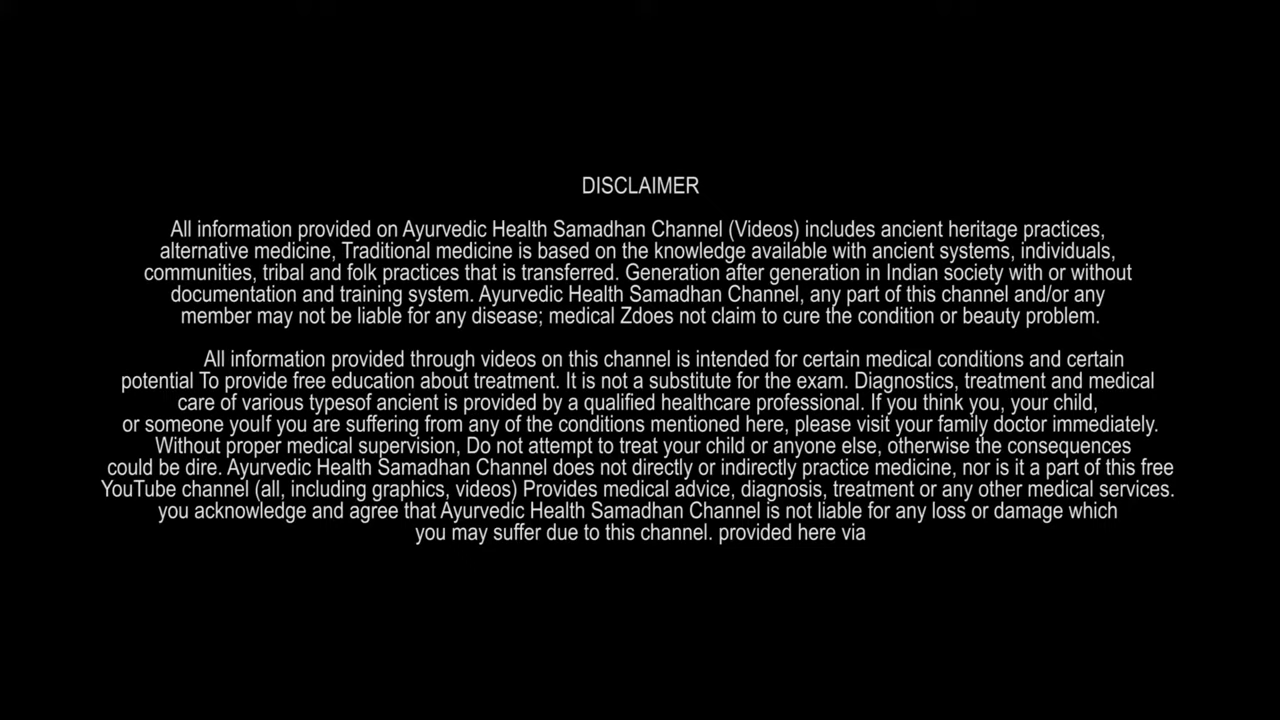 DISCLAIMER
All information provided on Ayurvedic Health Samadhan Channel (Videos) includes ancient heritage practices,
alternative medicine, Traditional medicine is based on the knowledge available with ancient systems, individuals,
communities, tribal and folk practices that is transferred. Generation after generation in Indian society with or without
documentation and training system. Ayurvedic Health Samadhan Channel, any part of this channel and/or any
member may not be liable for any disease; medical Zdoes not claim to cure the condition or beauty problem.
All information provided through videos on this channel is intended for certain medical conditions and certain
potential To provide free education about treatment. It is not a substitute for the exam. Diagnostics, treatment and medical
care of various typesof ancient is provided by a qualified healthcare professional. If you think you, your child,
or someone youIf you are suffering from any of the conditions mentioned here, please visit your family doctor immediately.
Without proper medical supervision, Do not attempt to treat your child or anyone else, otherwise the consequences
could be dire. Ayurvedic Health Samadhan Channel does not directly or indirectly practice medicine, nor is it a part of this free
YouTube channel (all, including graphics, videos) Provides medical advice, diagnosis, treatment or any other medical services.
you acknowledge and agree that Ayurvedic Health Samadhan Channel is not liable for any loss or damage which
you may suffer due to this channel. provided here via